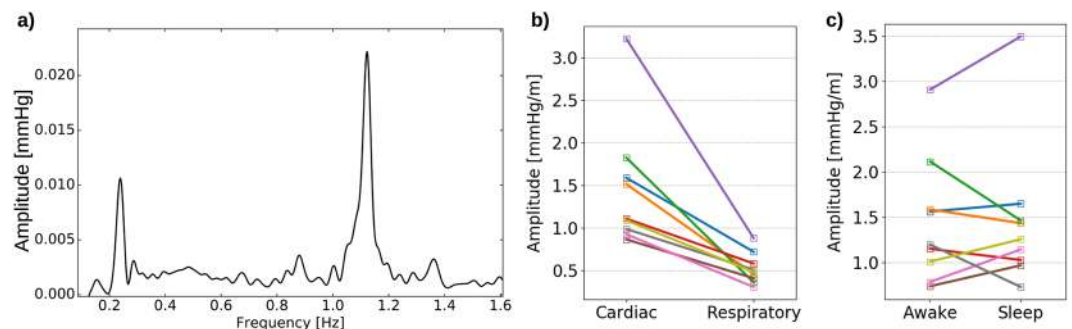 a)
Amplitude [mmHg]
0.020
0.015
0.010
0.005
0.000
0.2 0.4 0.6 0.8 1.0 1.2 1.4 1.6
Frequency [Hz]
b)
Amplitude [mmHg/m]
3.0
2.5
2.0
1.5
1.0
0.5
Cardiac Respiratory
c)
Amplitude [mmHg/m]
3.5
3.0
2.5
2.0
1.5
1.0
Awake Sleep